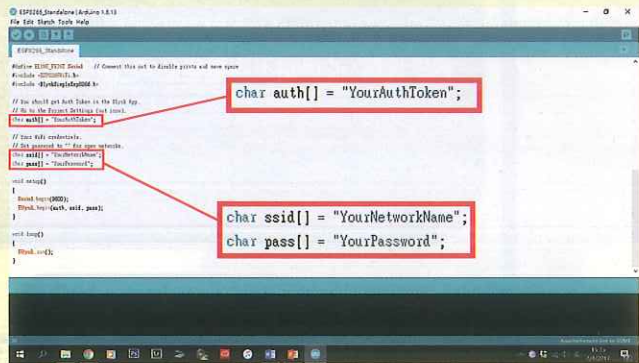 ESP8266_Standalone | Arduino 1.8.13
File Edit Sketch Tools Help
ESP8266_Standalone
#define BLYNK_PRINT Serial // Comment this out to disable prints and save space
#include <ESP8266WiFi.h>
#include <BlynkSimpleEsp8266.h>
// You should get Auth Token in the Blynk App.
// Go to the Project Settings (nut icon).
char auth[] = "YourAuthToken";
// Your WiFi credentials.
// Set password to "" for open networks.
char ssid[] = "YourNetworkName";
char pass[] = "YourPassword";
void setup()
{
Serial.begin(9600);
Blynk.begin(auth, ssid, pass);
}
void loop()
{
Blynk.run();
}
char auth[] = "YourAuthToken";
char ssid[] = "YourNetworkName";
char pass[] = "YourPassword";